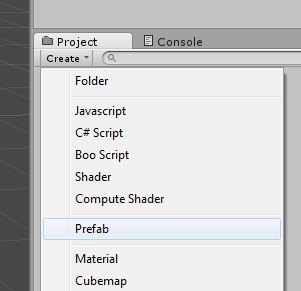 Project Console
Create
Folder
Javascript
C# Script
Boo Script
Shader
Compute Shader
Prefab
Material
Cubemap